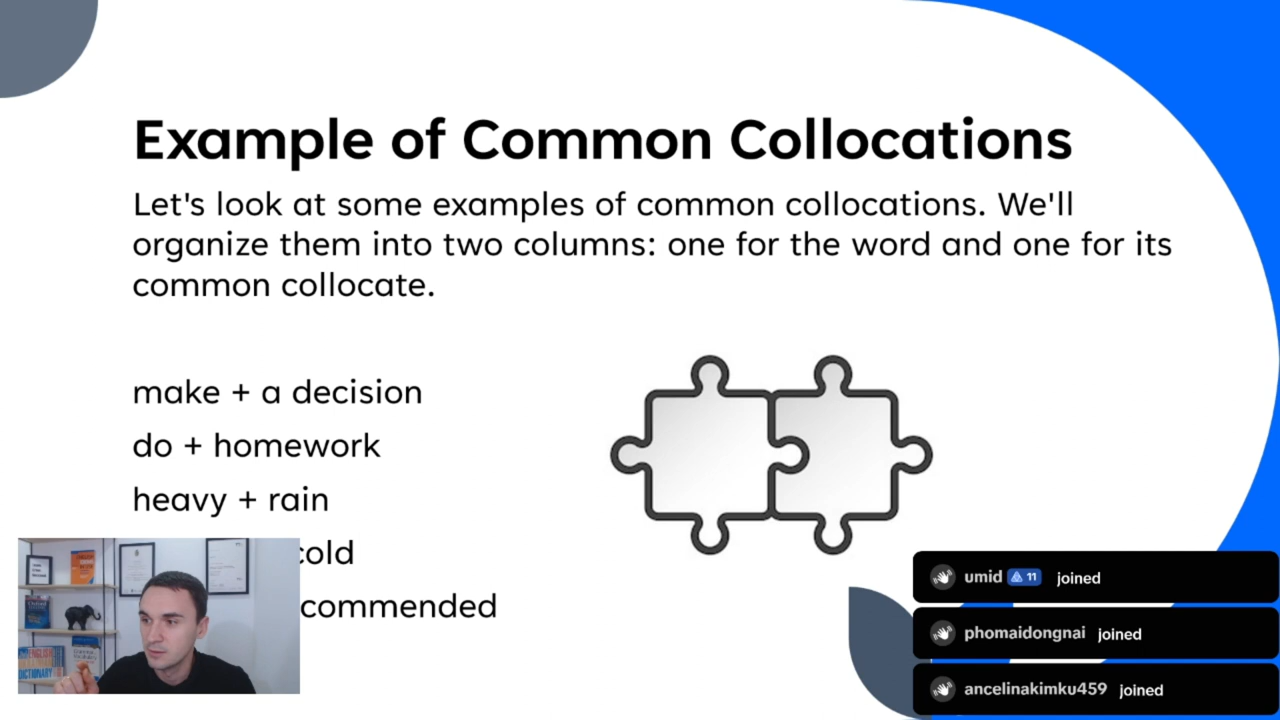 Example of Common Collocations
Let's look at some examples of common collocations. We'll
organize them into two columns: one for the word and one for its
common collocate.
make + a decision
do + homework
heavy + rain
cold
commended
umid 11 joined
phomaidongnai joined
ancelinakimku459 joined
ENGLISH
DICTIONARY